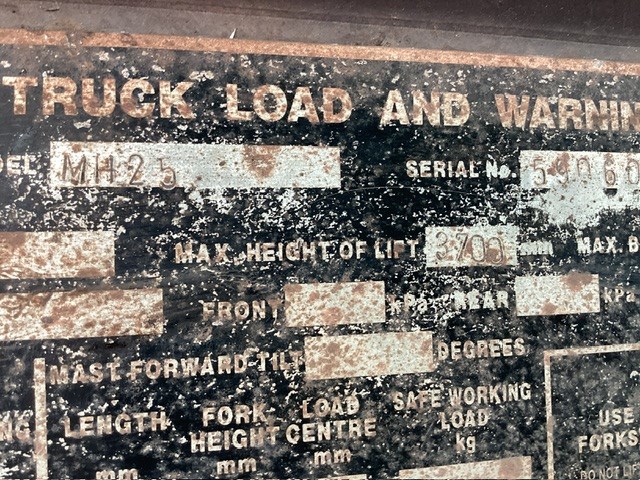 TRUCK LOAD AND WARNIN
DEL MH25 SERIAL No. 59060
MAX. HEIGHT OF LIFT 3700 mm MAX. B
FRONT kPa REAR kPa
MAST FORWARD TILT DEGREES
NG LENGTH mm FORK HEIGHT mm LOAD CENTRE mm SAFE WORKING LOAD kg
USE
FORKS
DO NOT LIF